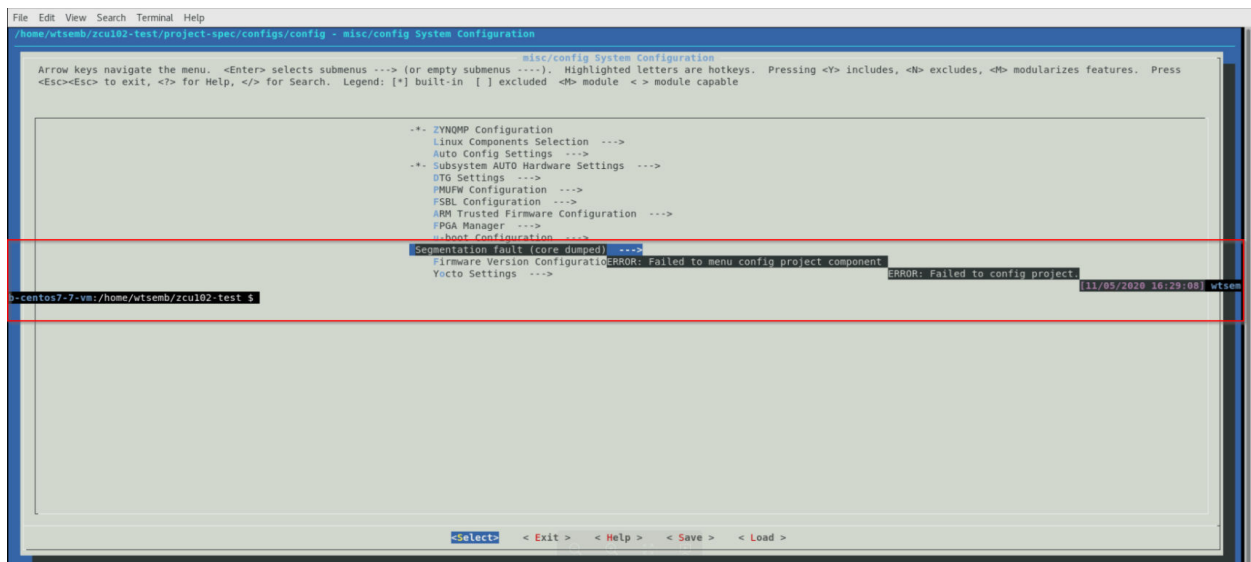 File Edit View Search Terminal Help
/home/wtsemb/zcu102-test/project-spec/configs/config - misc/config System Configuration
misc/config System Configuration
Arrow keys navigate the menu. <Enter> selects submenus ---> (or empty submenus ----). Highlighted letters are hotkeys. Pressing <Y> includes, <N> excludes, <M> modularizes features. Press
<Esc><Esc> to exit, <?> for Help, </> for Search. Legend: [*] built-in [ ] excluded <M> module < > module capable
-*- ZYNQMP Configuration
Linux Components Selection --->
Auto Config Settings --->
-*- Subsystem AUTO Hardware Settings --->
DTG Settings --->
PMUFW Configuration --->
FSBL Configuration --->
ARM Trusted Firmware Configuration --->
FPGA Manager --->
u-boot Configuration --->
Segmentation fault (core dumped) --->
Firmware Version ConfiguratioERROR: Failed to menu config project component
Yocto Settings ---> ERROR: Failed to config project.
[11/05/2020 16:29:08] wtsem
b-centos7-7-vm:/home/wtsemb/zcu102-test $
<Select> < Exit > < Help > < Save > < Load >